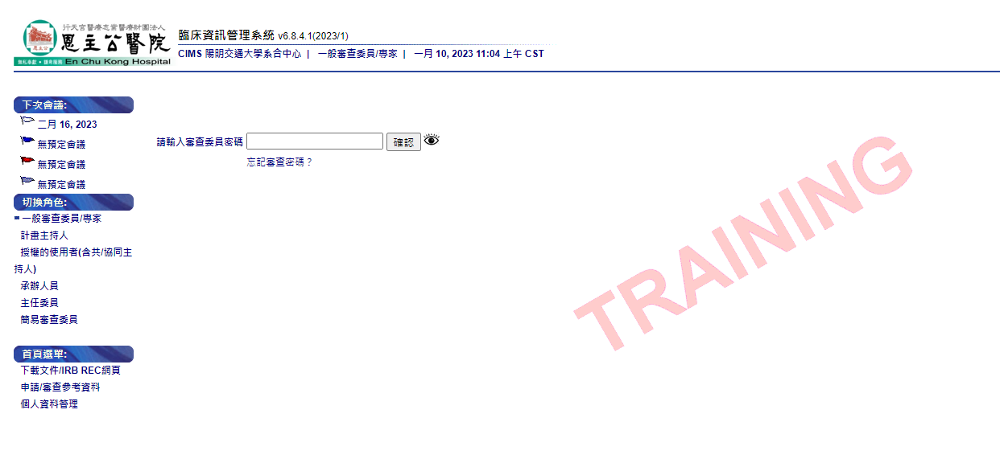 行天宮醫療志業醫療財團法人
恩主公醫院
En Chu Kong Hospital
臨床資訊管理系統 v6.8.4.1(2023/1)
CIMS 陽明交通大學系合中心 | 一般審查委員/專家 | 一月 10, 2023 11:04 上午 CST
下次會議:
二月 16, 2023
無預定會議
無預定會議
無預定會議
切換角色:
一般審查委員/專家
計畫主持人
授權的使用者(含共/協同主
持人)
承辦人員
主任委員
簡易審查委員
首頁選單:
下載文件/IRB REC網頁
申請/審查參考資料
個人資料管理
請輸入審查委員密碼
確認
忘記審查密碼？
TRAINING